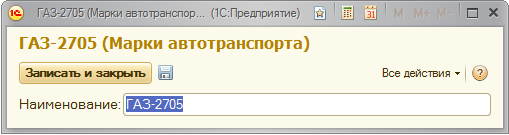 ГАЗ-2705 (Марки автотранспор... (1С:Предприятие) M M+ M-
ГАЗ-2705 (Марки автотранспорта)
Записать и закрыть Все действия ?
Наименование: ГАЗ-2705